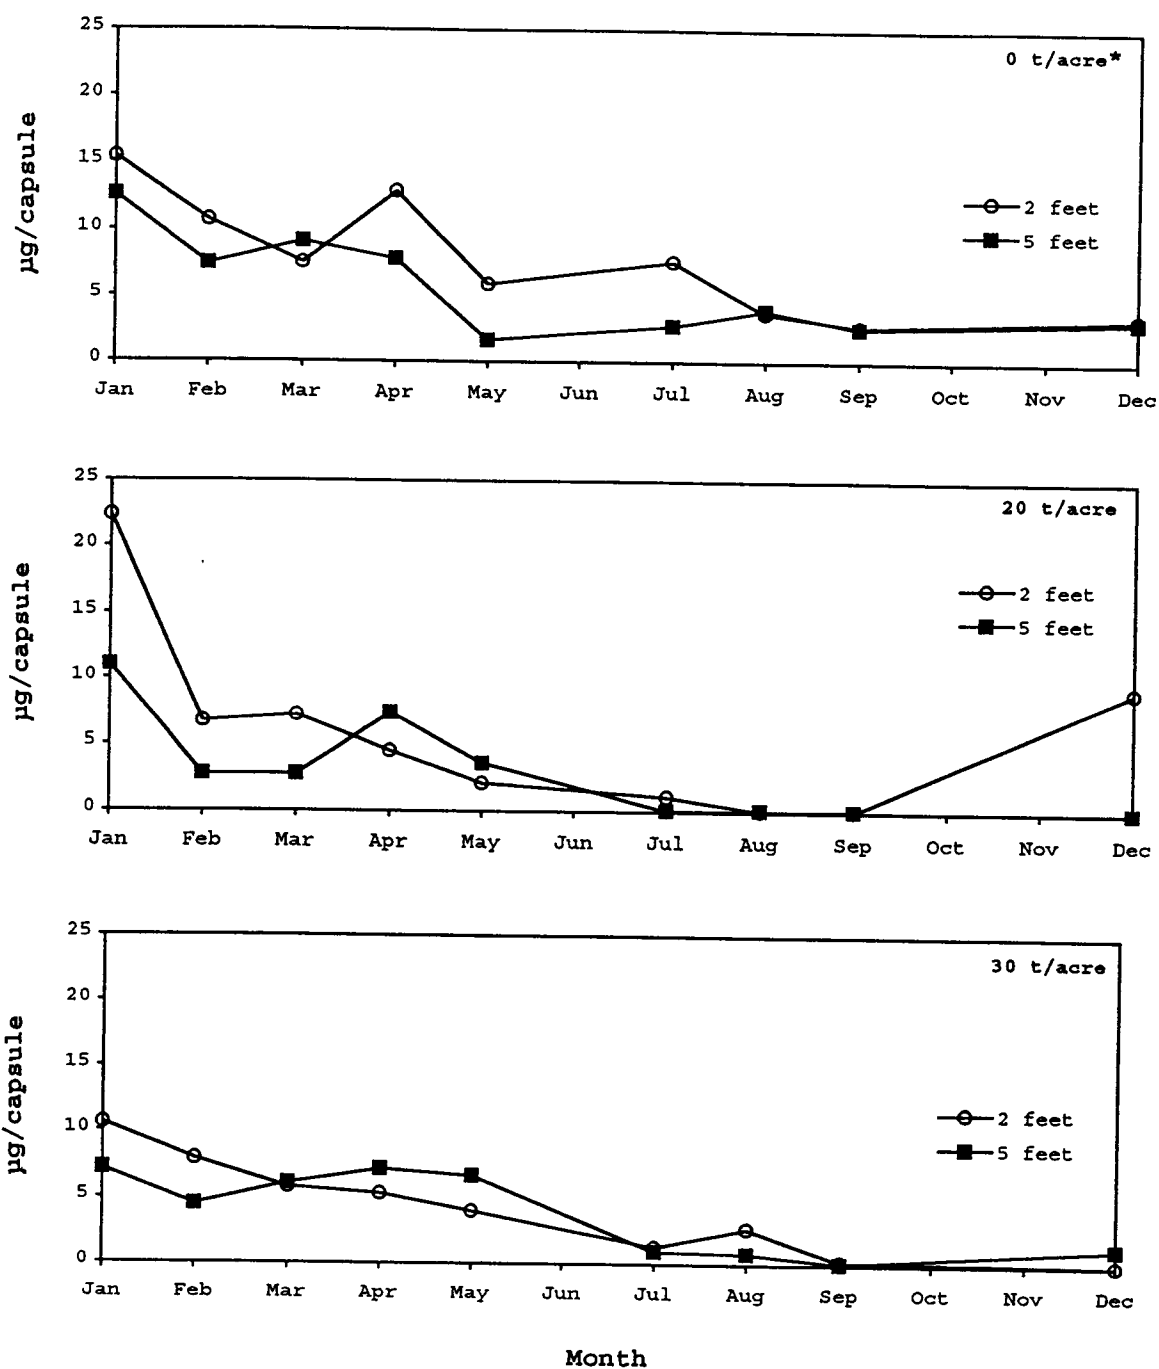 25
0 t/acre*
20
15
10
5
0
µg/capsule
2 feet
5 feet
Jan Feb Mar Apr May Jun Jul Aug Sep Oct Nov Dec
25
20 t/acre
20
15
10
5
0
µg/capsule
2 feet
5 feet
Jan Feb Mar Apr May Jun Jul Aug Sep Oct Nov Dec
25
30 t/acre
20
15
10
5
0
µg/capsule
2 feet
5 feet
Jan Feb Mar Apr May Jun Jul Aug Sep Oct Nov Dec
Month